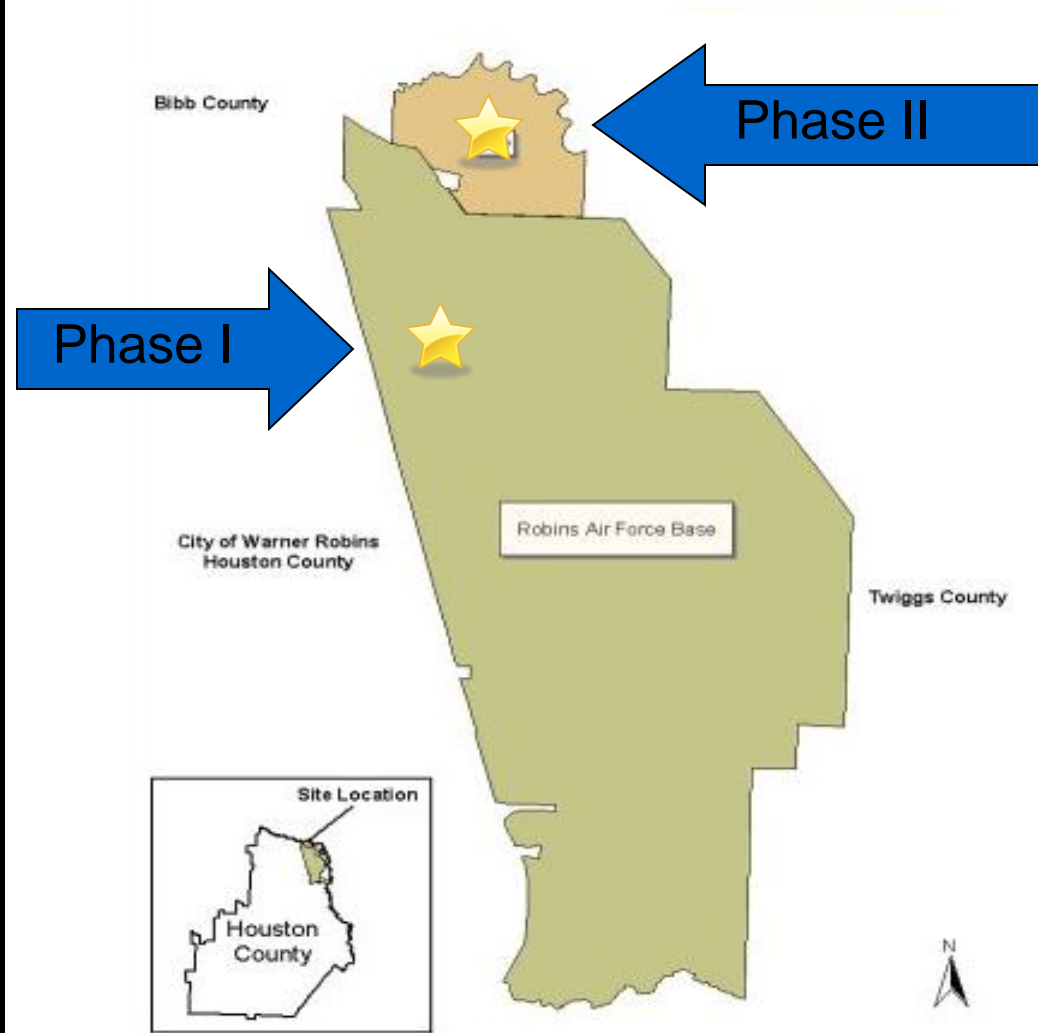 Bibb County
Phase II
Phase I
Robins Air Force Base
City of Warner Robins
Houston County
Twiggs County
Site Location
Houston
County
N